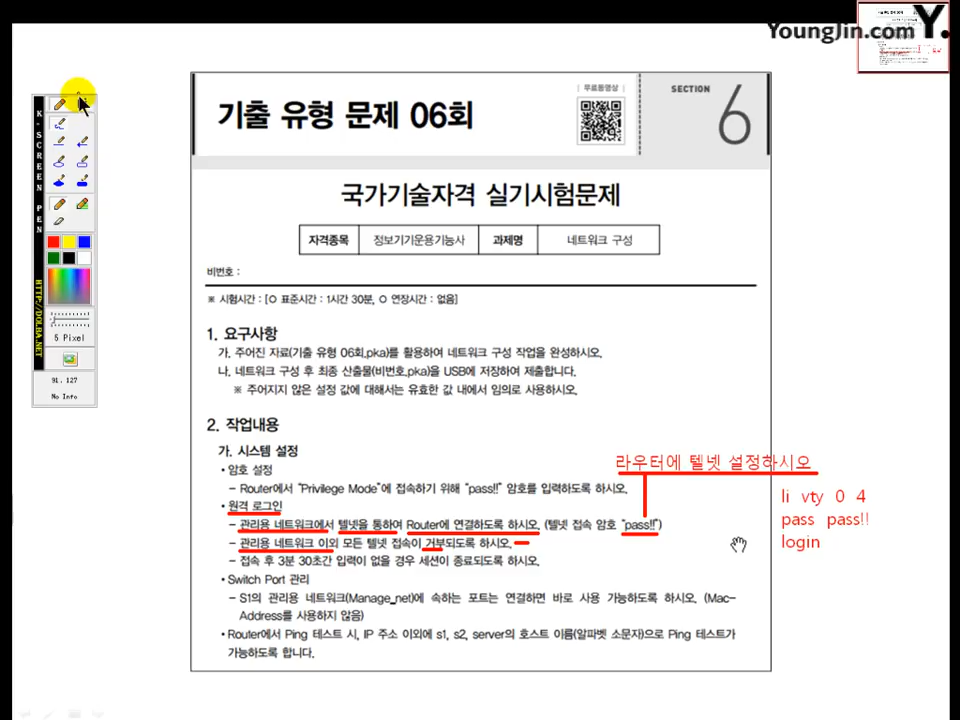 YoungJin.com Y.
기출 유형 문제 06회
| 무료동영상 |
SECTION 6
국가기술자격 실기시험문제
자격종목 정보기기운용기능사 과제명 네트워크 구성
비번호 :
※ 시험시간 : [○ 표준시간 : 1시간 30분, ○ 연장시간 : 없음]
1. 요구사항
가. 주어진 자료(기출 유형 06회.pka)를 활용하여 네트워크 구성 작업을 완성하시오.
나. 네트워크 구성 후 최종 산출물(비번호.pka)을 USB에 저장하여 제출합니다.
※ 주어지지 않은 설정 값에 대해서는 유효한 값 내에서 임의로 사용하시오.
2. 작업내용
가. 시스템 설정
• 암호 설정
– Router에서 “Privilege Mode”에 접속하기 위해 “pass!!” 암호를 입력하도록 하시오.
• 원격 로그인
– 관리용 네트워크에서 텔넷을 통하여 Router에 연결하도록 하시오. (텔넷 접속 암호 “pass!!”)
– 관리용 네트워크 이외 모든 텔넷 접속이 거부되도록 하시오.
– 접속 후 3분 30초간 입력이 없을 경우 세션이 종료되도록 하시오.
• Switch Port 관리
– S1의 관리용 네트워크(Manage_net)에 속하는 포트는 연결하면 바로 사용 가능하도록 하시오. (Mac-
Address를 사용하지 않음)
• Router에서 Ping 테스트 시, IP 주소 이외에 s1, s2, server의 호스트 이름(알파벳 소문자)으로 Ping 테스트가
가능하도록 합니다.
라우터에 텔넷 설정하시오
li vty 0 4
pass pass!!
login
K-SCREEN PEN
HTTP://DOLBA.NET
5 Pixel
91, 127
No Info